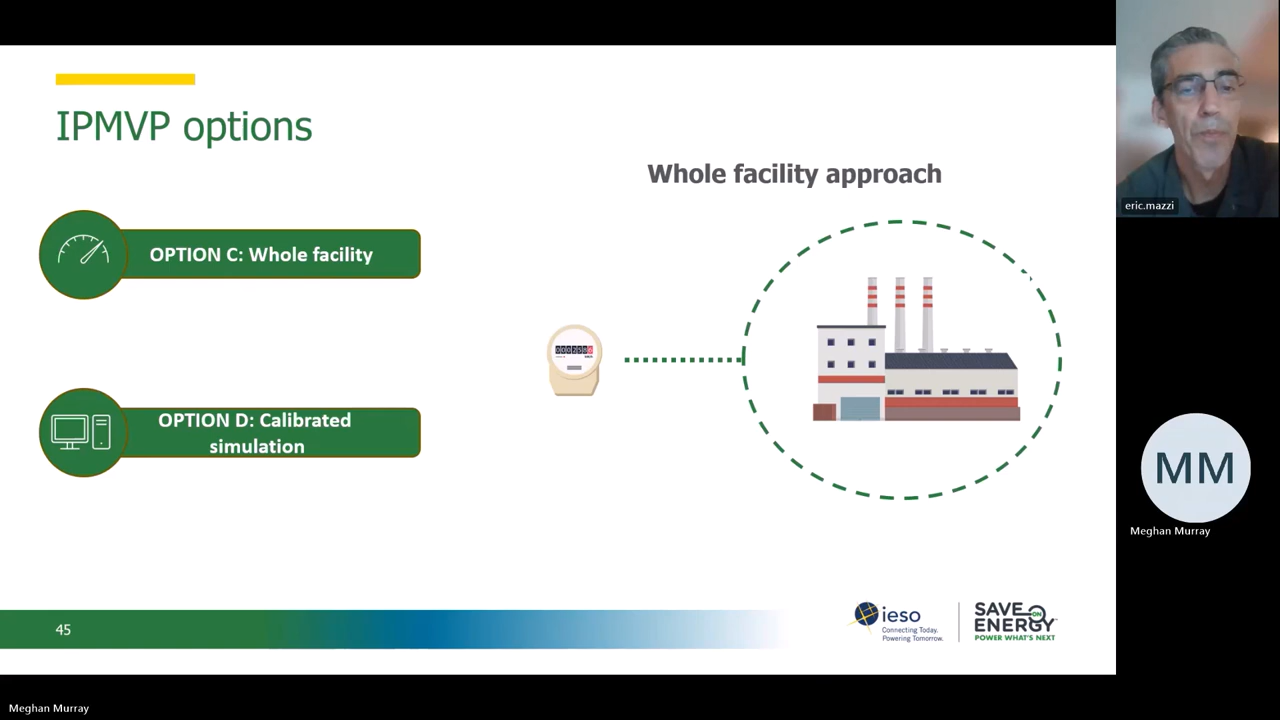 IPMVP options
Whole facility approach
OPTION C: Whole facility
OPTION D: Calibrated
simulation
45
ieso
Connecting Today.
Powering Tomorrow.
SAVE ON
ENERGY
POWER WHAT'S NEXT
eric.mazzi
MM
Meghan Murray
Meghan Murray